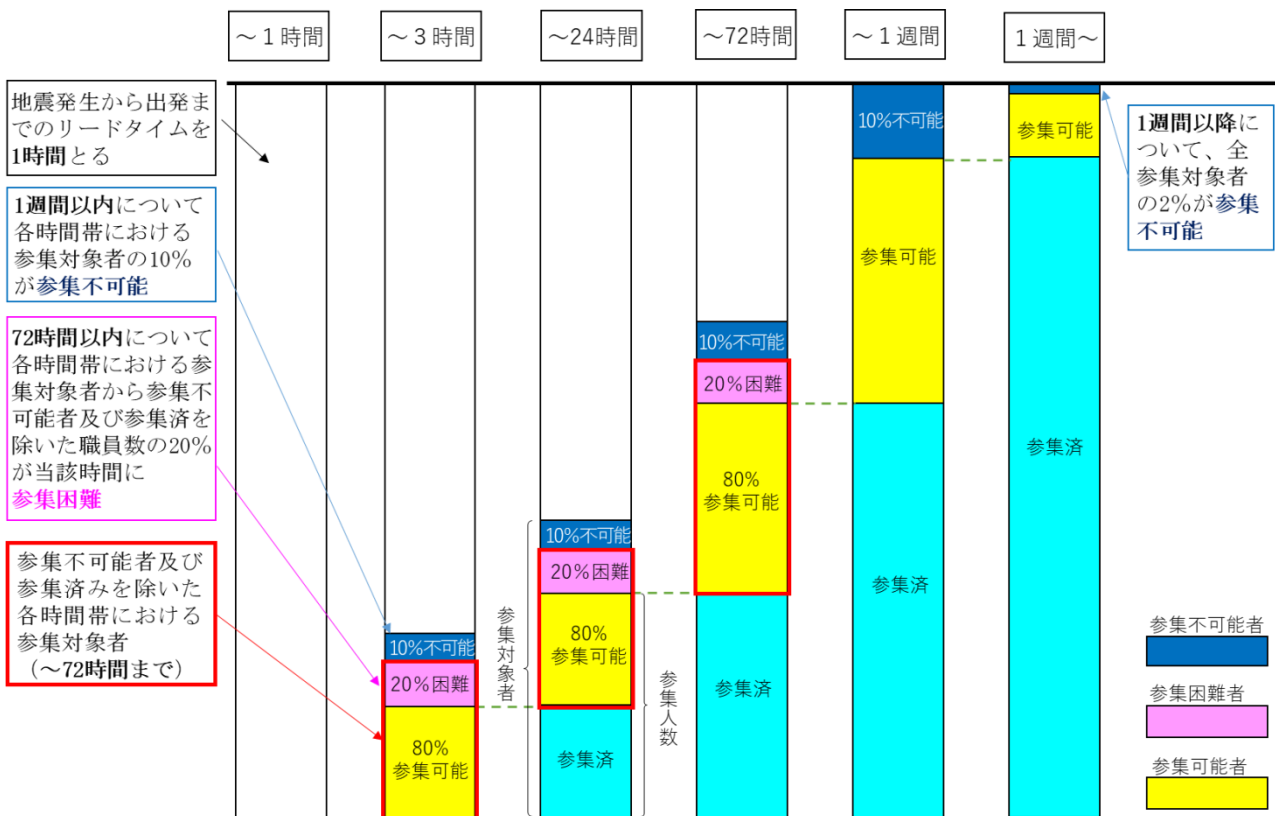 ～１時間
～３時間
～24時間
～72時間
～１週間
１週間～
地震発生から出発ま
でのリードタイムを
1時間とる
1週間以内について
各時間帯における
参集対象者の10%
が参集不可能
72時間以内について
各時間帯における参
集対象者から参集不
可能者及び参集済を
除いた職員数の20%
が当該時間に
参集困難
参集不可能者及び
参集済みを除いた
各時間帯における
参集対象者
（～72時間まで）
10%不可能
20%困難
80%
参集可能
参集対象者
10%不可能
20%困難
80%
参集可能
参集済
参集人数
10%不可能
20%困難
80%
参集可能
参集済
10%不可能
参集可能
参集済
参集可能
参集済
1週間以降に
ついて、全
参集対象者
の2%が参集
不可能
参集不可能者
参集困難者
参集可能者